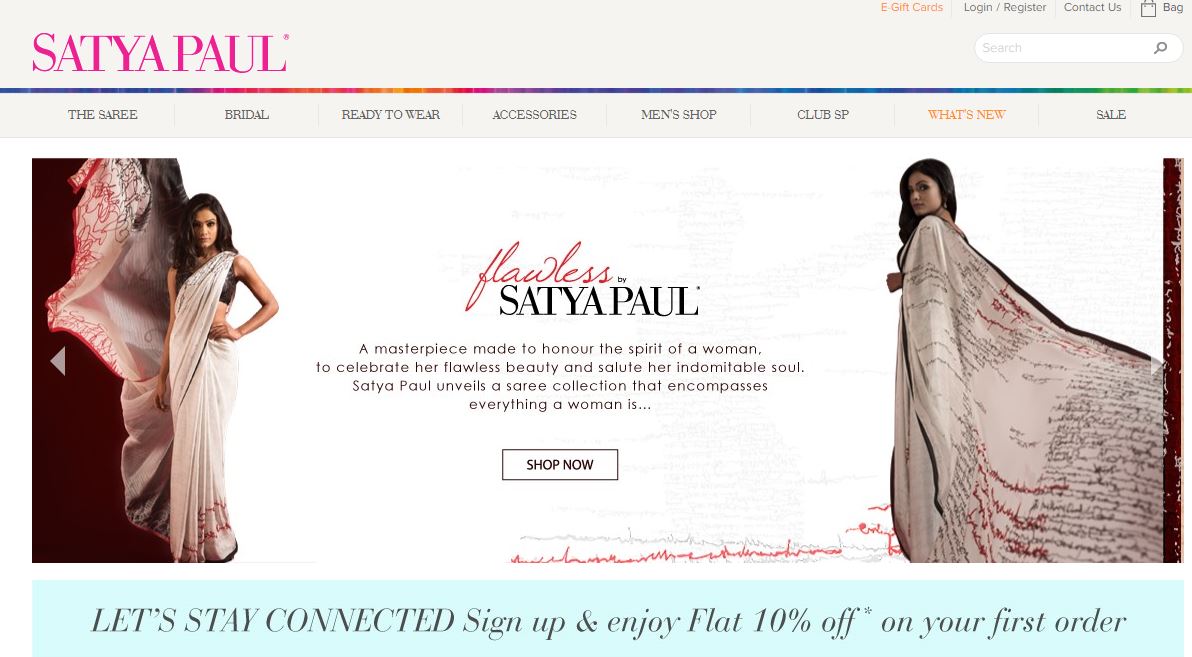 E-Gift Cards
Login / Register
Contact Us
Bag
SATYA PAUL®
Search
THE SAREE
BRIDAL
READY TO WEAR
ACCESSORIES
MEN'S SHOP
CLUB SP
WHAT'S NEW
SALE
flawless by
SATYA PAUL®
A masterpiece made to honour the spirit of a woman,
to celebrate her flawless beauty and salute her indomitable soul.
Satya Paul unveils a saree collection that encompasses
everything a woman is...
SHOP NOW
LET'S STAY CONNECTED Sign up & enjoy Flat 10% off* on your first order